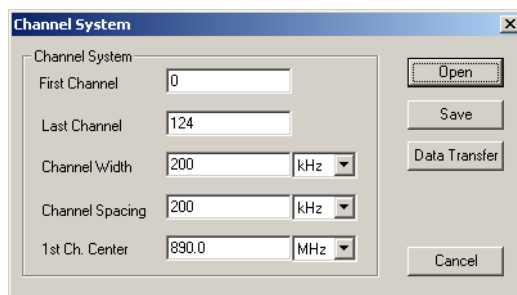 Channel System
Channel System
First Channel 0
Last Channel 124
Channel Width 200 kHz
Channel Spacing 200 kHz
1st Ch. Center 890.0 MHz
Open
Save
Data Transfer
Cancel